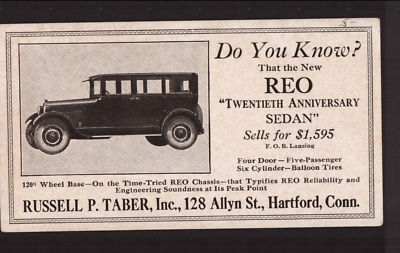 5-
Do You Know?
That the New
REO
"TWENTIETH ANNIVERSARY
SEDAN"
Sells for $1,595
F. O. B. Lansing
Four Door—Five-Passenger
Six Cylinder—Balloon Tires
120" Wheel Base—On the Time-Tried REO Chassis—that Typifies REO Reliability and
Engineering Soundness at Its Peak Point
RUSSELL P. TABER, Inc., 128 Allyn St., Hartford, Conn.